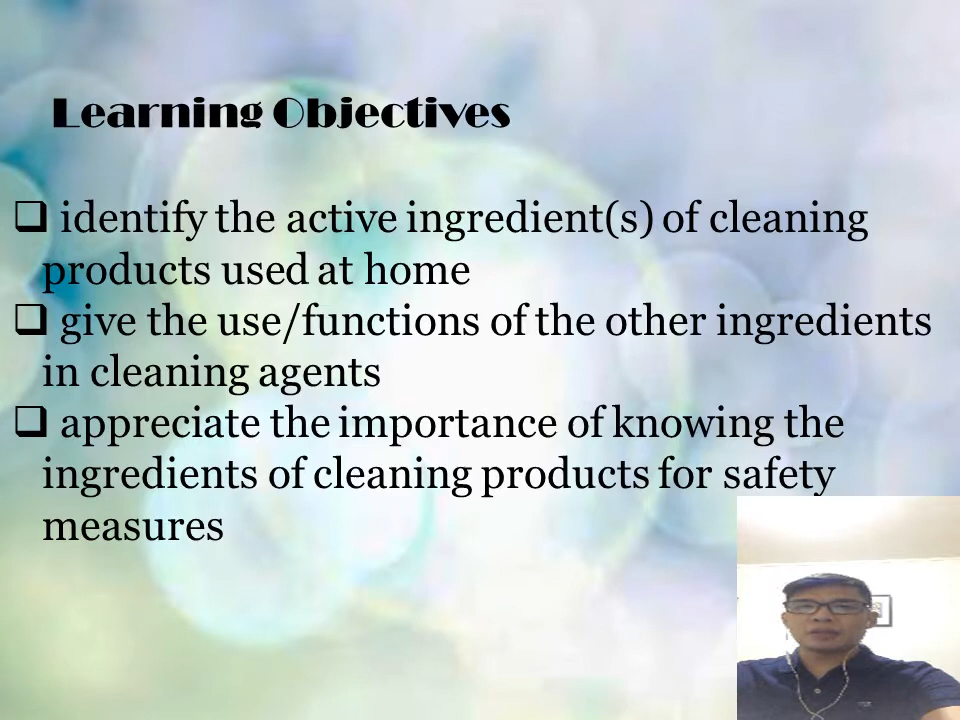 Learning Objectives
❑ identify the active ingredient(s) of cleaning
products used at home
❑ give the use/functions of the other ingredients
in cleaning agents
❑ appreciate the importance of knowing the
ingredients of cleaning products for safety
measures